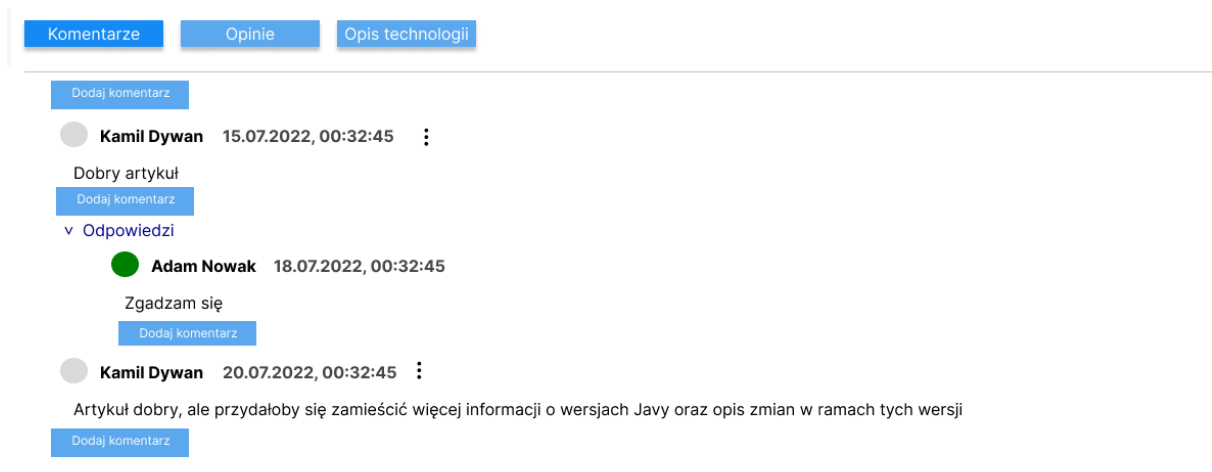 Komentarze Opinie Opis technologii
Dodaj komentarz
Kamil Dywan 15.07.2022, 00:32:45
Dobry artykuł
Dodaj komentarz
v Odpowiedzi
Adam Nowak 18.07.2022, 00:32:45
Zgadzam się
Dodaj komentarz
Kamil Dywan 20.07.2022, 00:32:45
Artykuł dobry, ale przydałoby się zamieścić więcej informacji o wersjach Javy oraz opis zmian w ramach tych wersji
Dodaj komentarz